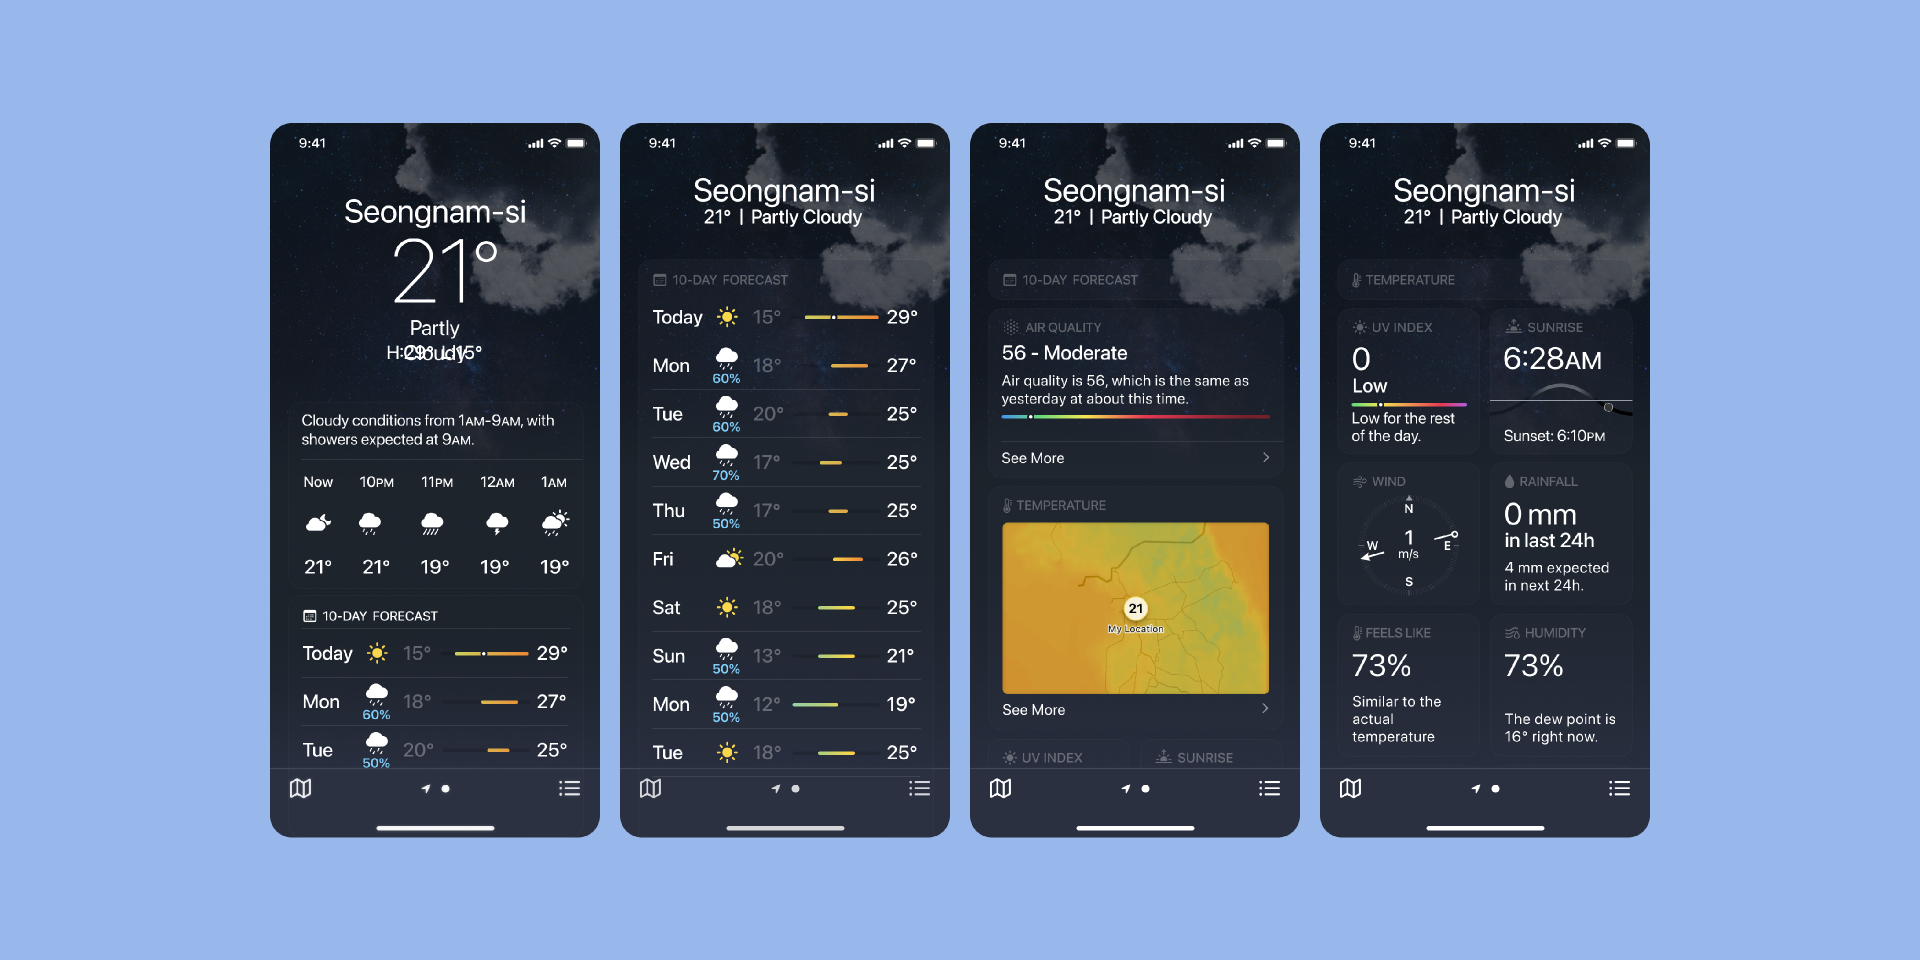 9:41
Seongnam-si
21°
Partly
Cloudy
H:29° L:15°
Cloudy conditions from 1AM-9AM, with
showers expected at 9AM.
Now 10PM 11PM 12AM 1AM
21° 21° 19° 19° 19°
10-DAY FORECAST
Today 15° 29°
Mon 60% 18° 27°
Tue 50% 20° 25°
9:41
Seongnam-si
21° | Partly Cloudy
10-DAY FORECAST
Today 15° 29°
Mon 60% 18° 27°
Tue 60% 20° 25°
Wed 70% 17° 25°
Thu 50% 17° 25°
Fri 20° 26°
Sat 18° 25°
Sun 50% 13° 21°
Mon 50% 12° 19°
Tue 18° 25°
9:41
Seongnam-si
21° | Partly Cloudy
10-DAY FORECAST
AIR QUALITY
56 - Moderate
Air quality is 56, which is the same as
yesterday at about this time.
See More
TEMPERATURE
21
My Location
See More
UV INDEX
SUNRISE
9:41
Seongnam-si
21° | Partly Cloudy
TEMPERATURE
UV INDEX
0
Low
Low for the rest
of the day.
SUNRISE
6:28AM
Sunset: 6:10PM
WIND
N
W 1 E
m/s
S
RAINFALL
0 mm
in last 24h
4 mm expected
in next 24h.
FEELS LIKE
73%
Similar to the
actual
temperature
HUMIDITY
73%
The dew point is
16° right now.